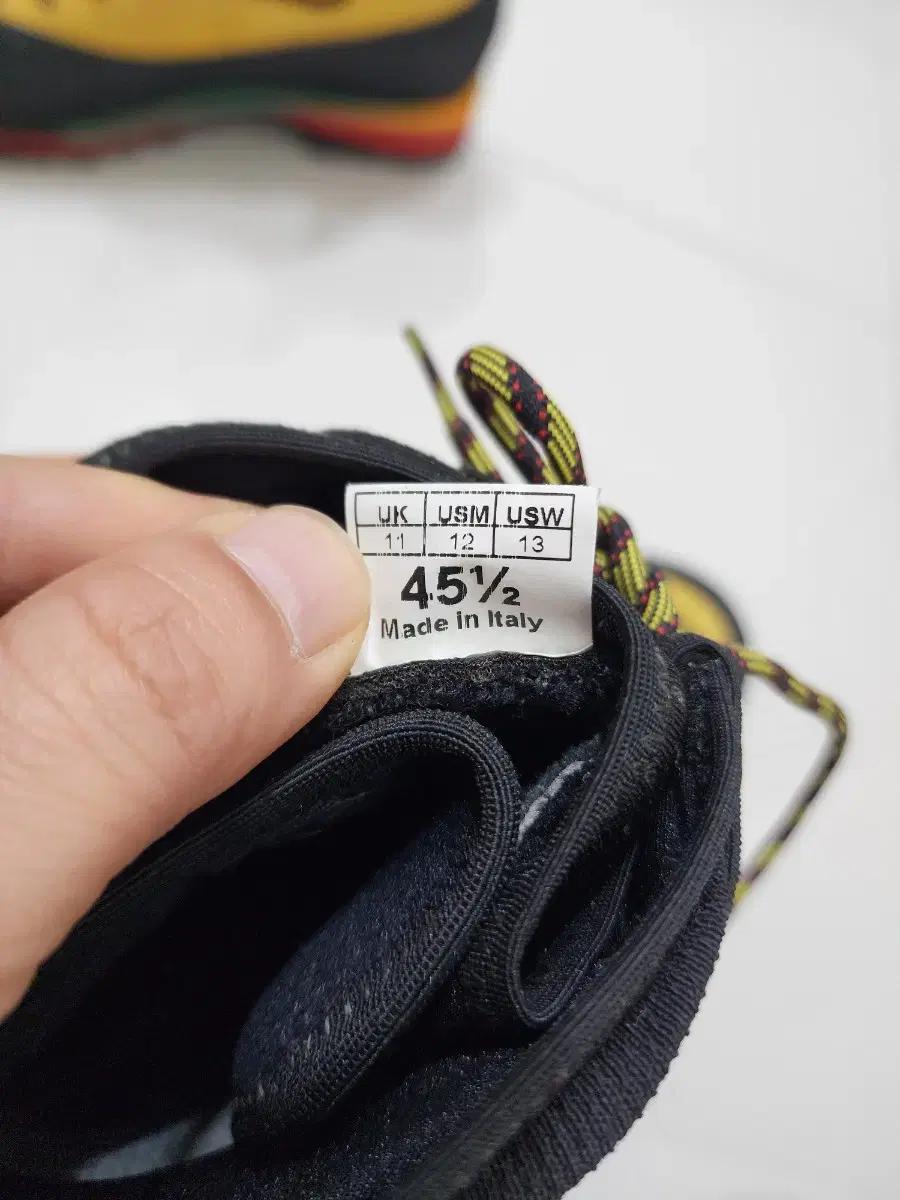 UK USM USW
11 12 13
45½
Made in Italy